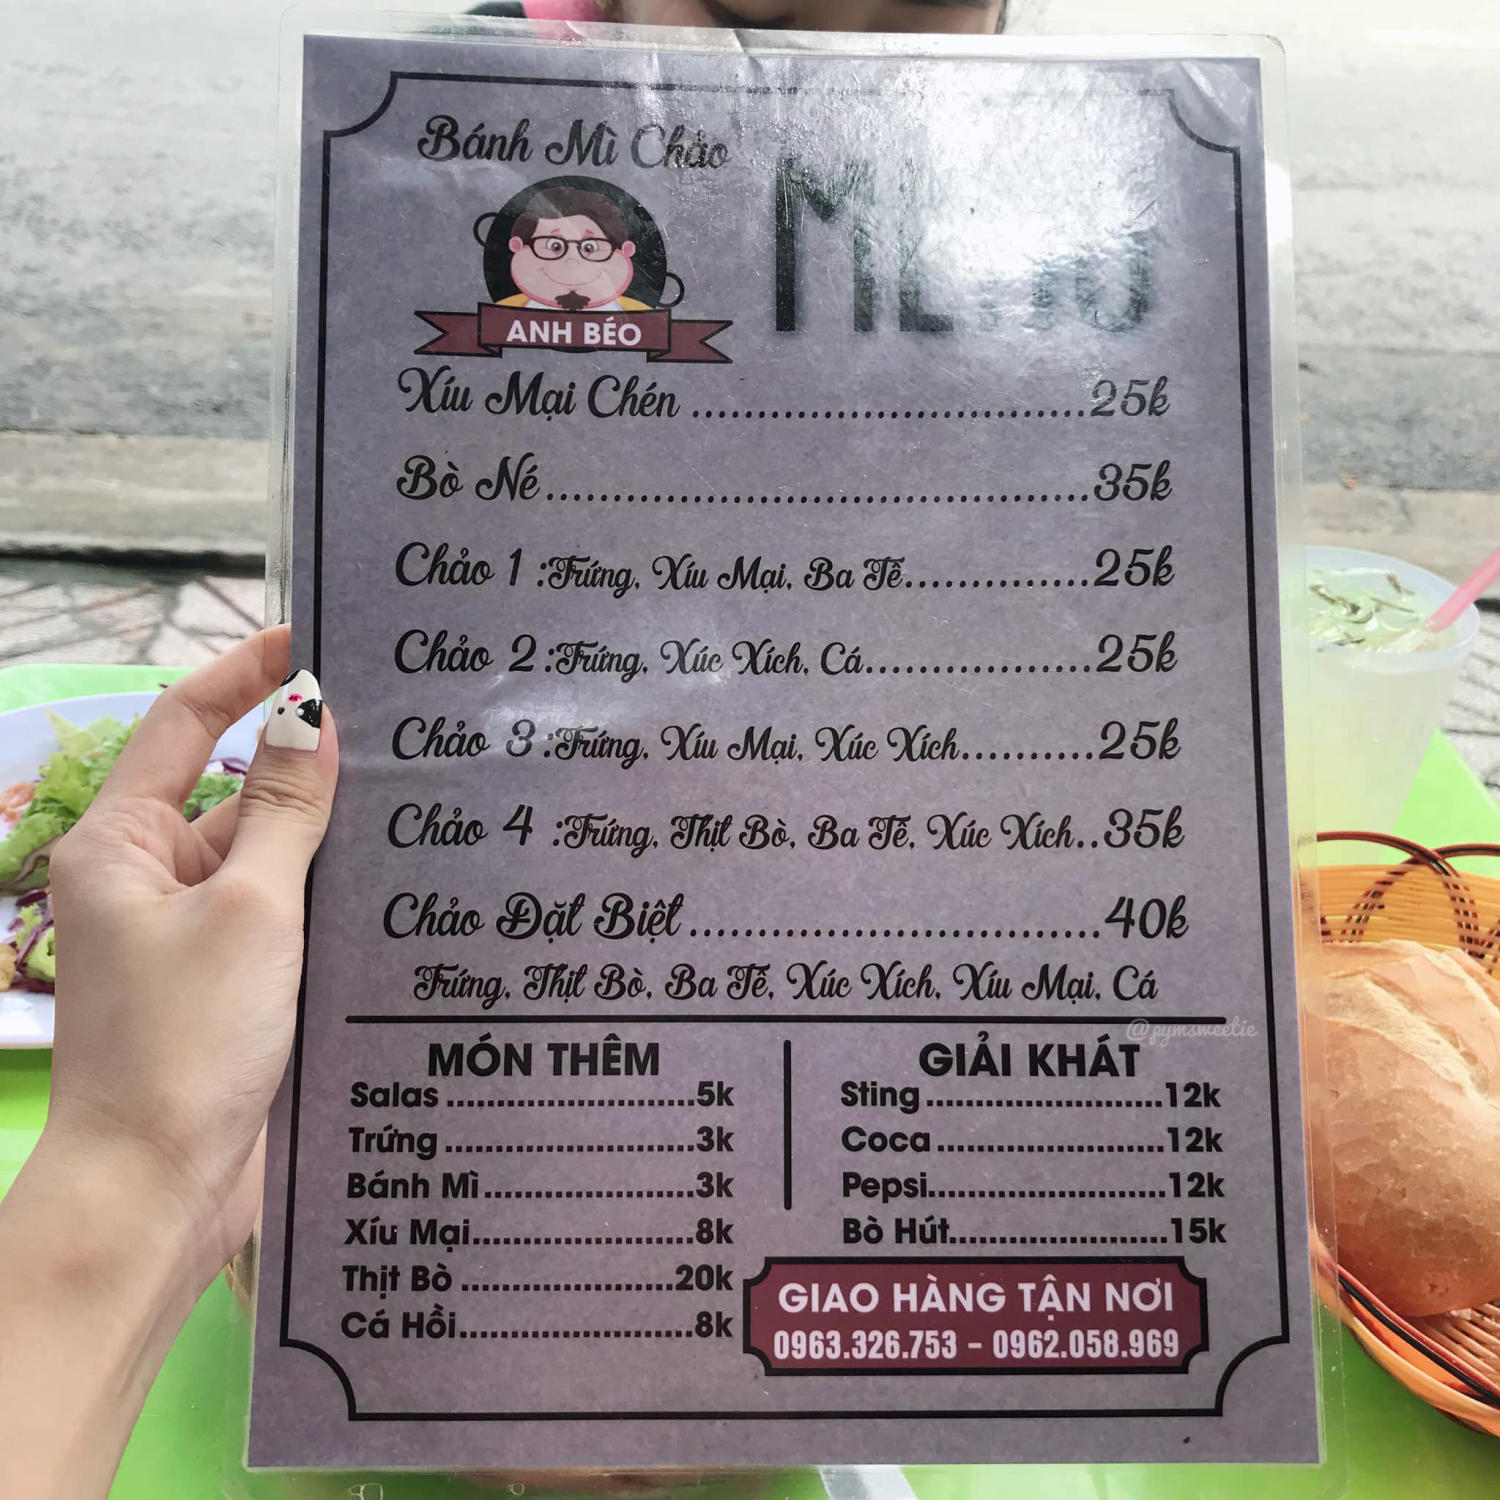 Bánh Mì Chảo
MENU
ANH BÉO
Xíu Mại Chén ........ 25k
Bò Né ........ 35k
Chảo 1 :Trứng, Xíu Mại, Ba Tê ........ 25k
Chảo 2 :Trứng, Xúc Xích, Cá ........ 25k
Chảo 3 :Trứng, Xíu Mại, Xúc Xích ........ 25k
Chảo 4 :Trứng, Thịt Bò, Ba Tê, Xúc Xích..35k
Chảo Đặt Biệt ........ 40k
Trứng, Thịt Bò, Ba Tê, Xúc Xích, Xíu Mại, Cá
@pymsweetie
MÓN THÊM
Salas ........ 5k
Trứng ........ 3k
Bánh Mì ........ 3k
Xíu Mại ........ 8k
Thịt Bò ........ 20k
Cá Hồi ........ 8k
GIẢI KHÁT
Sting ........ 12k
Coca ........ 12k
Pepsi ........ 12k
Bò Hút ........ 15k
GIAO HÀNG TẬN NƠI
0963.326.753 - 0962.058.969